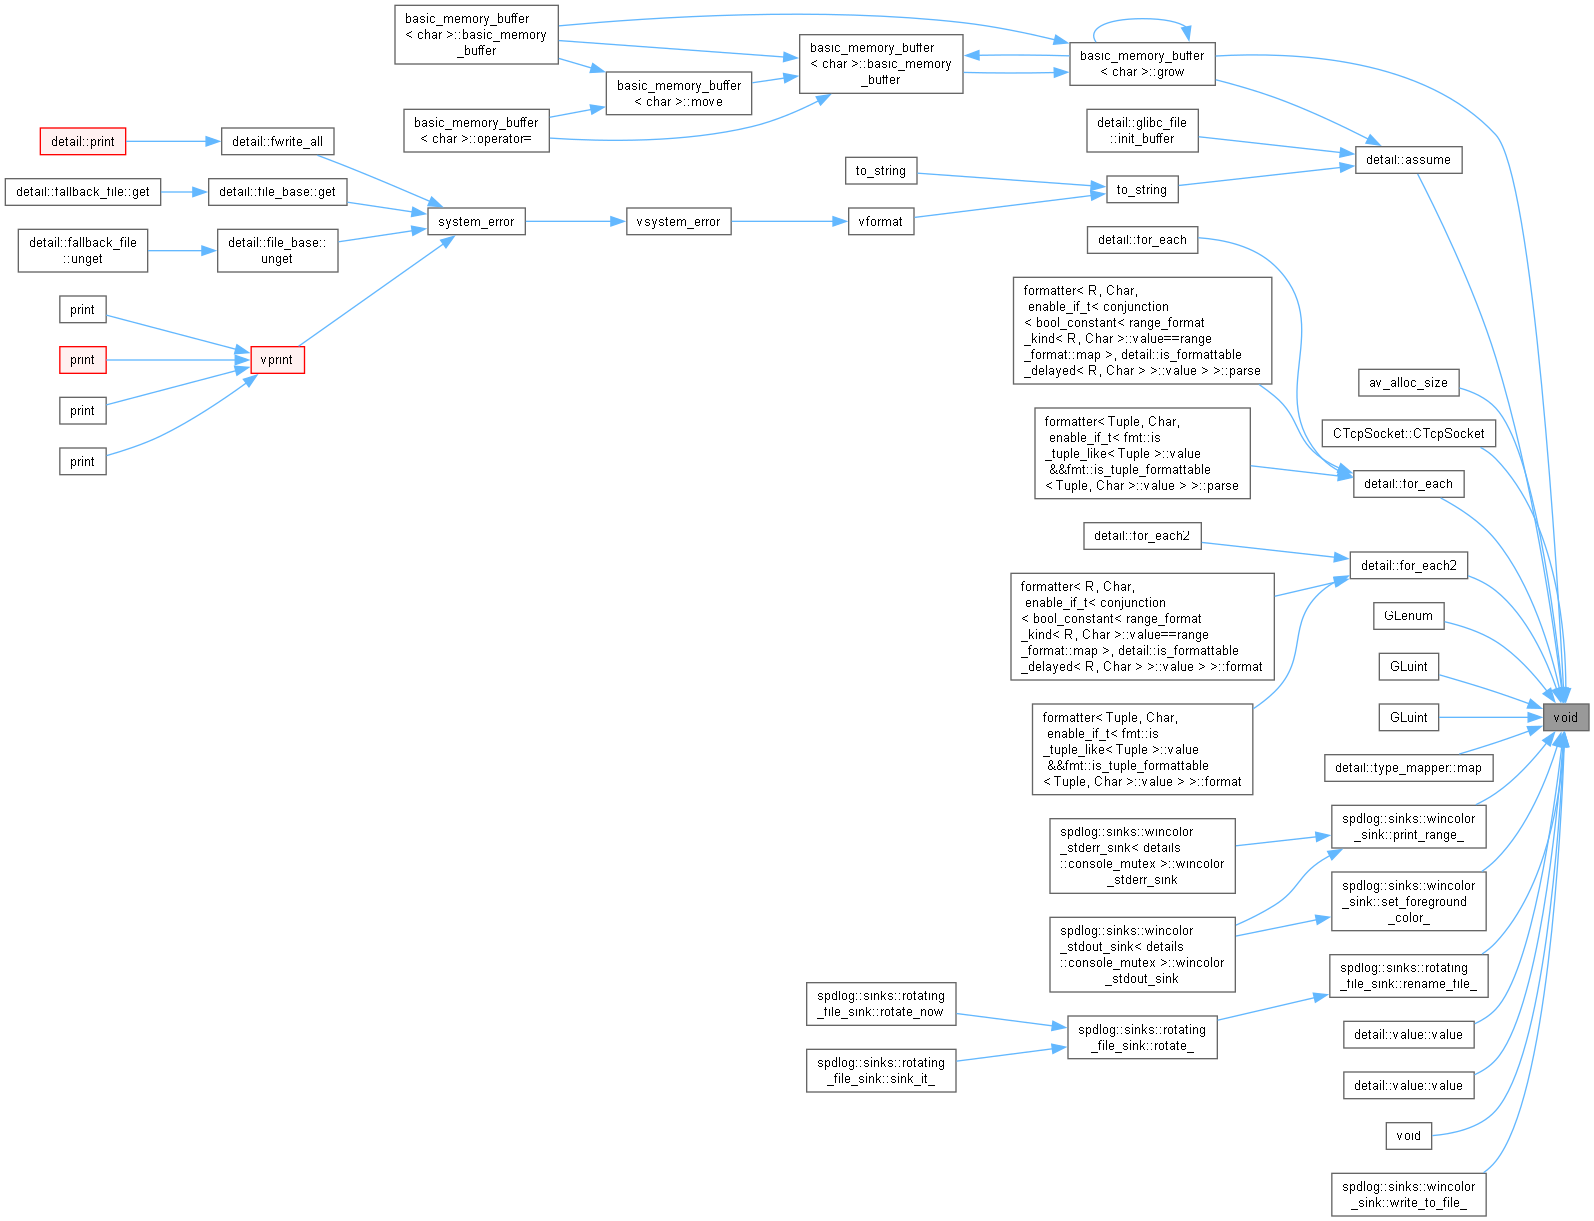 basic_memory_buffer
< char >::basic_memory
_buffer
basic_memory_buffer
< char >::move
basic_memory_buffer
< char >::operator=
basic_memory_buffer
< char >::basic_memory
_buffer
basic_memory_buffer
< char >::grow
detail::glibc_file
::init_buffer
detail::assume
detail::print
detail::fwrite_all
detail::fallback_file::get
detail::file_base::get
detail::fallback_file
::unget
detail::file_base::
unget
system_error
vsystem_error
vformat
to_string
to_string
print
print
print
print
vprint
detail::for_each
formatter< R, Char,
enable_if_t< conjunction
< bool_constant< range_format
_kind< R, Char >::value==range
_format::map >, detail::is_formattable
_delayed< R, Char > >::value > >::parse
formatter< Tuple, Char,
enable_if_t< fmt::is
_tuple_like< Tuple >::value
&&fmt::is_tuple_formattable
< Tuple, Char >::value > >::parse
av_alloc_size
CTcpSocket::CTcpSocket
detail::for_each
detail::for_each2
detail::for_each2
formatter< R, Char,
enable_if_t< conjunction
< bool_constant< range_format
_kind< R, Char >::value==range
_format::map >, detail::is_formattable
_delayed< R, Char > >::value > >::format
formatter< Tuple, Char,
enable_if_t< fmt::is
_tuple_like< Tuple >::value
&&fmt::is_tuple_formattable
< Tuple, Char >::value > >::format
GLenum
GLuint
GLuint
void
detail::type_mapper::map
spdlog::sinks::wincolor
_sink::print_range_
spdlog::sinks::wincolor
_stderr_sink< details
::console_mutex >::wincolor
_stderr_sink
spdlog::sinks::wincolor
_sink::set_foreground
_color_
spdlog::sinks::wincolor
_stdout_sink< details
::console_mutex >::wincolor
_stdout_sink
spdlog::sinks::rotating
_file_sink::rename_file_
spdlog::sinks::rotating
_file_sink::rotate_now
spdlog::sinks::rotating
_file_sink::rotate_
spdlog::sinks::rotating
_file_sink::sink_it_
detail::value::value
detail::value::value
void
spdlog::sinks::wincolor
_sink::write_to_file_